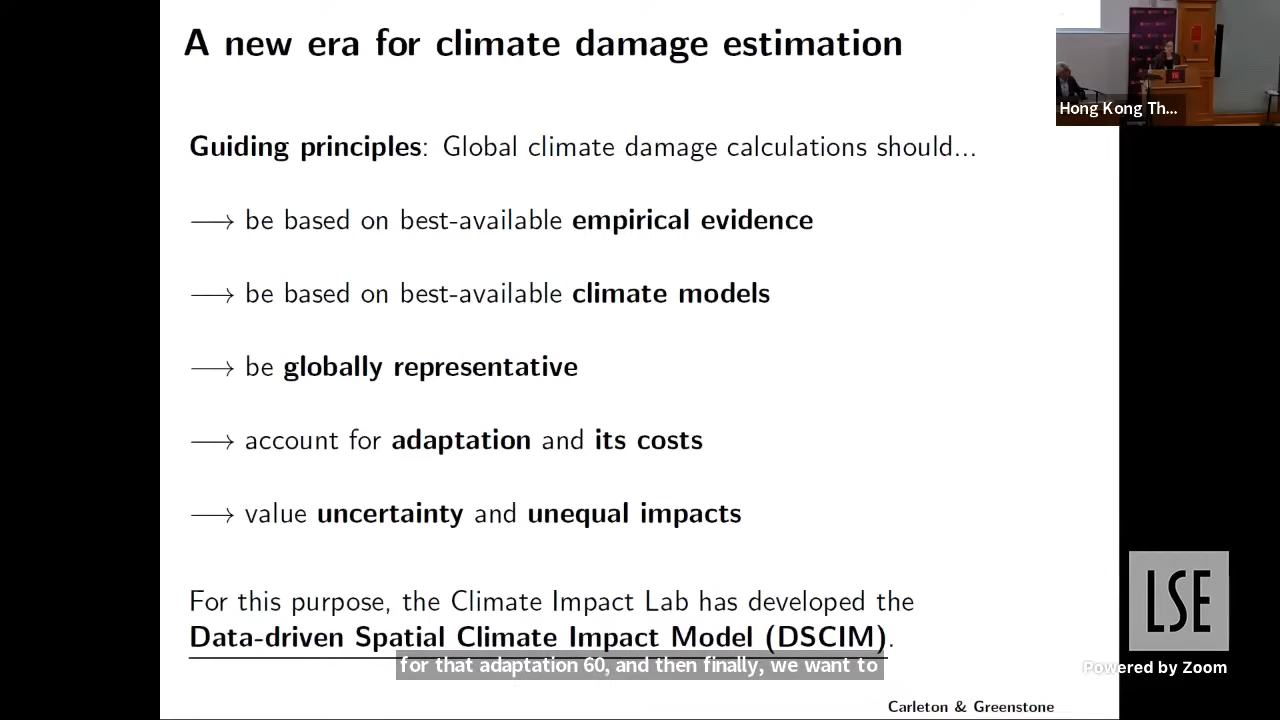 A new era for climate damage estimation
Hong Kong Th...
Guiding principles: Global climate damage calculations should...
⟶ be based on best-available empirical evidence
⟶ be based on best-available climate models
⟶ be globally representative
⟶ account for adaptation and its costs
⟶ value uncertainty and unequal impacts
For this purpose, the Climate Impact Lab has developed the
Data-driven Spatial Climate Impact Model (DSCIM).
for that adaptation 60, and then finally, we want to
LSE
Powered by Zoom
Carleton & Greenstone